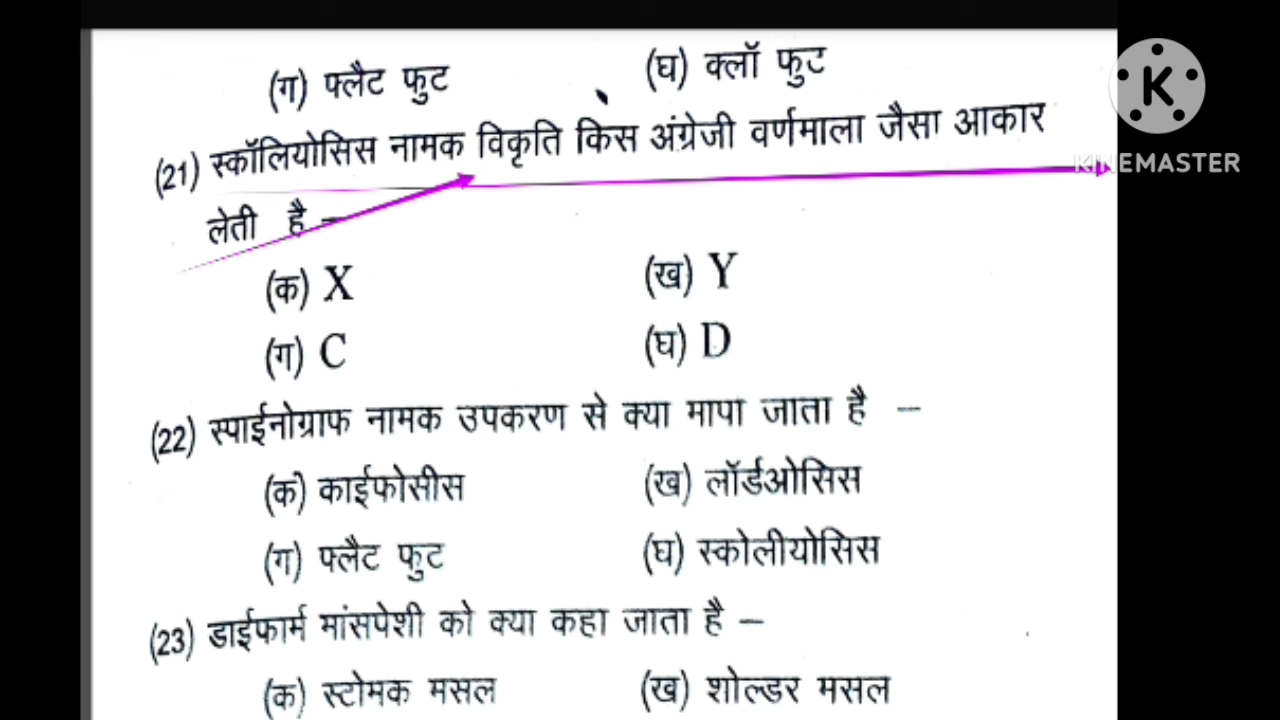 (ग) फ्लैट फुट (घ) क्लॉ फुट
(21) स्कॉलियोसिस नामक विकृति किस अंग्रेजी वर्णमाला जैसा आकार
लेती है –
(क) X (ख) Y
(ग) C (घ) D
(22) स्पाईनोग्राफ नामक उपकरण से क्या मापा जाता है –
(क) काईफोसीस (ख) लॉर्डओसिस
(ग) फ्लैट फुट (घ) स्कोलीयोसिस
(23) डाईफार्म मांसपेशी को क्या कहा जाता है –
(क) स्टोमक मसल (ख) शोल्डर मसल
K
KINEMASTER